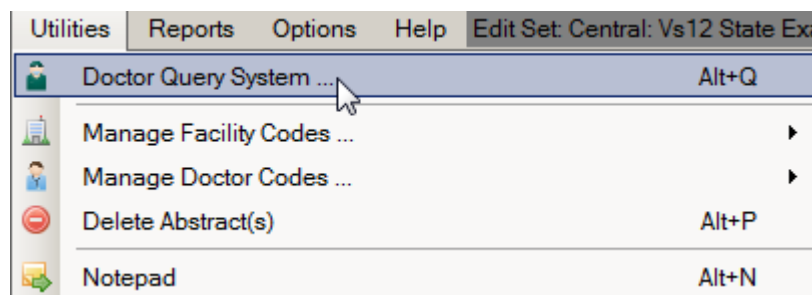 Utilities Reports Options Help Edit Set: Central: Vs12 State Exa
Doctor Query System ... Alt+Q
Manage Facility Codes ...
Manage Doctor Codes ...
Delete Abstract(s) Alt+P
Notepad Alt+N